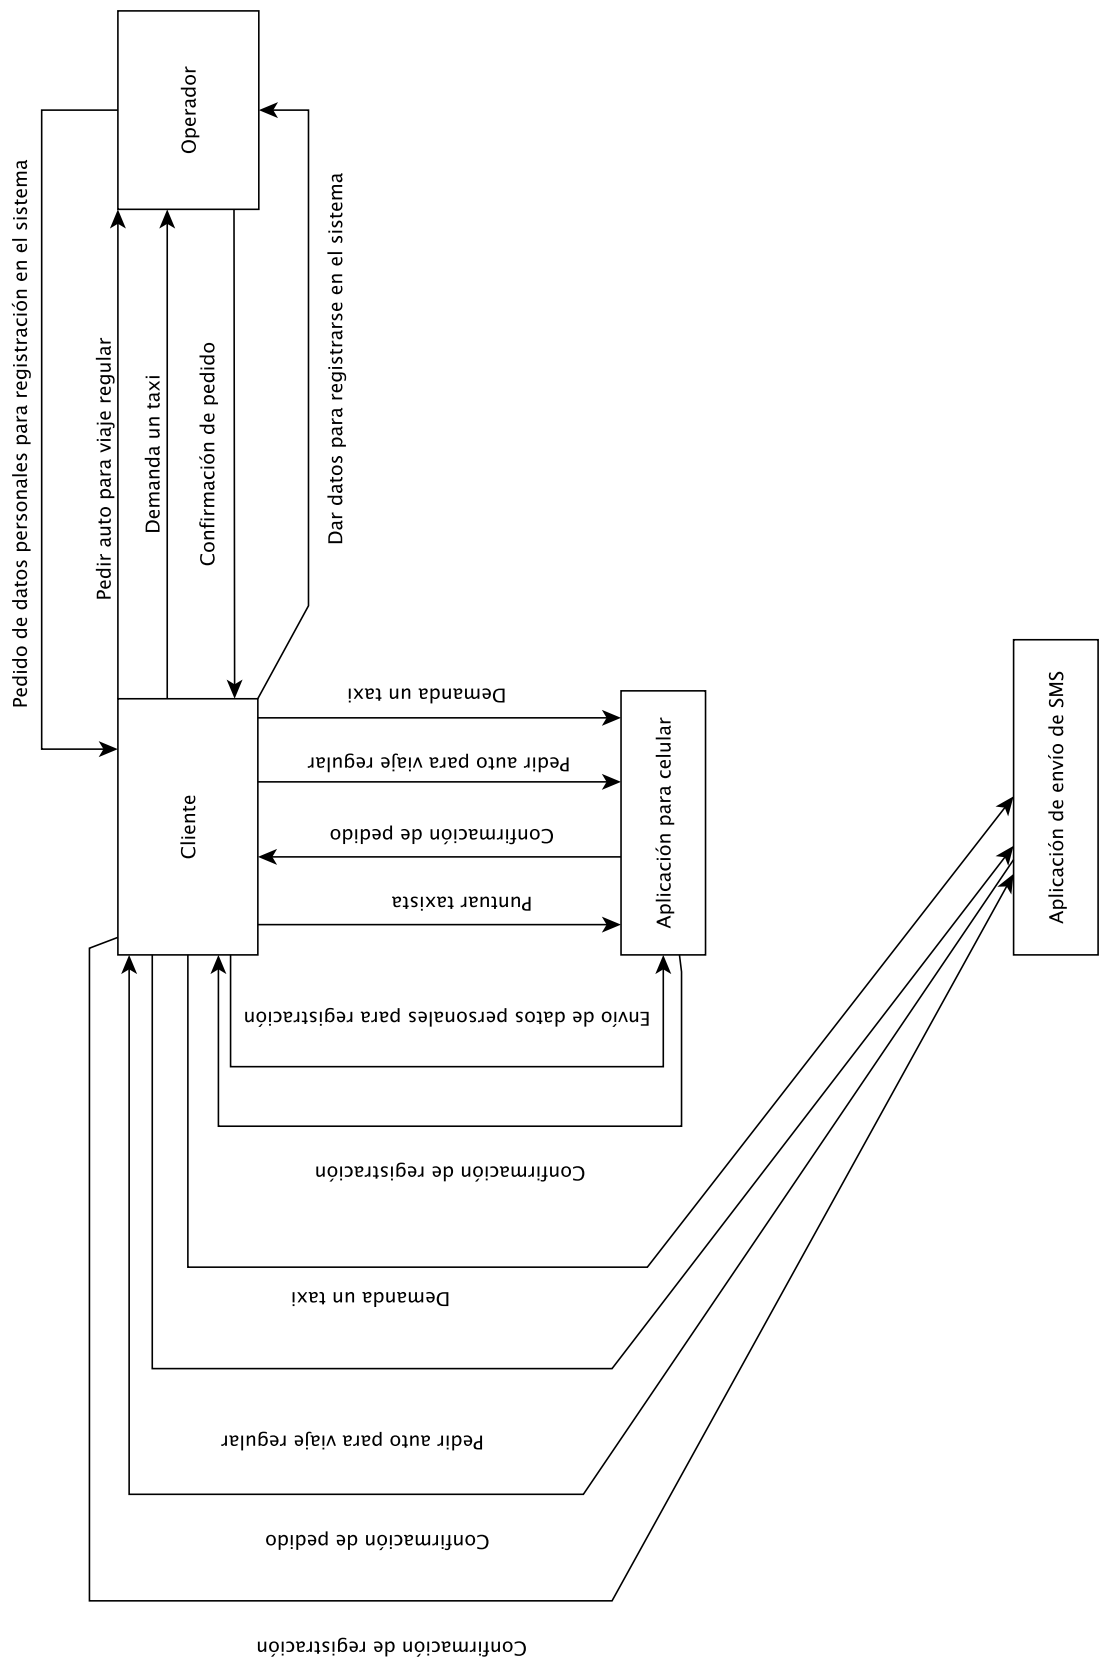 Operador
Pedido de datos personales para registración en el sistema
Pedir auto para viaje regular
Demanda un taxi
Confirmación de pedido
Dar datos para registrarse en el sistema
Cliente
Demanda un taxi
Pedir auto para viaje regular
Confirmación de pedido
Puntuar taxista
Aplicación para celular
Aplicación de envío de SMS
Envío de datos personales para registración
Confirmación de registración
Demanda un taxi
Pedir auto para viaje regular
Confirmación de pedido
Confirmación de registración